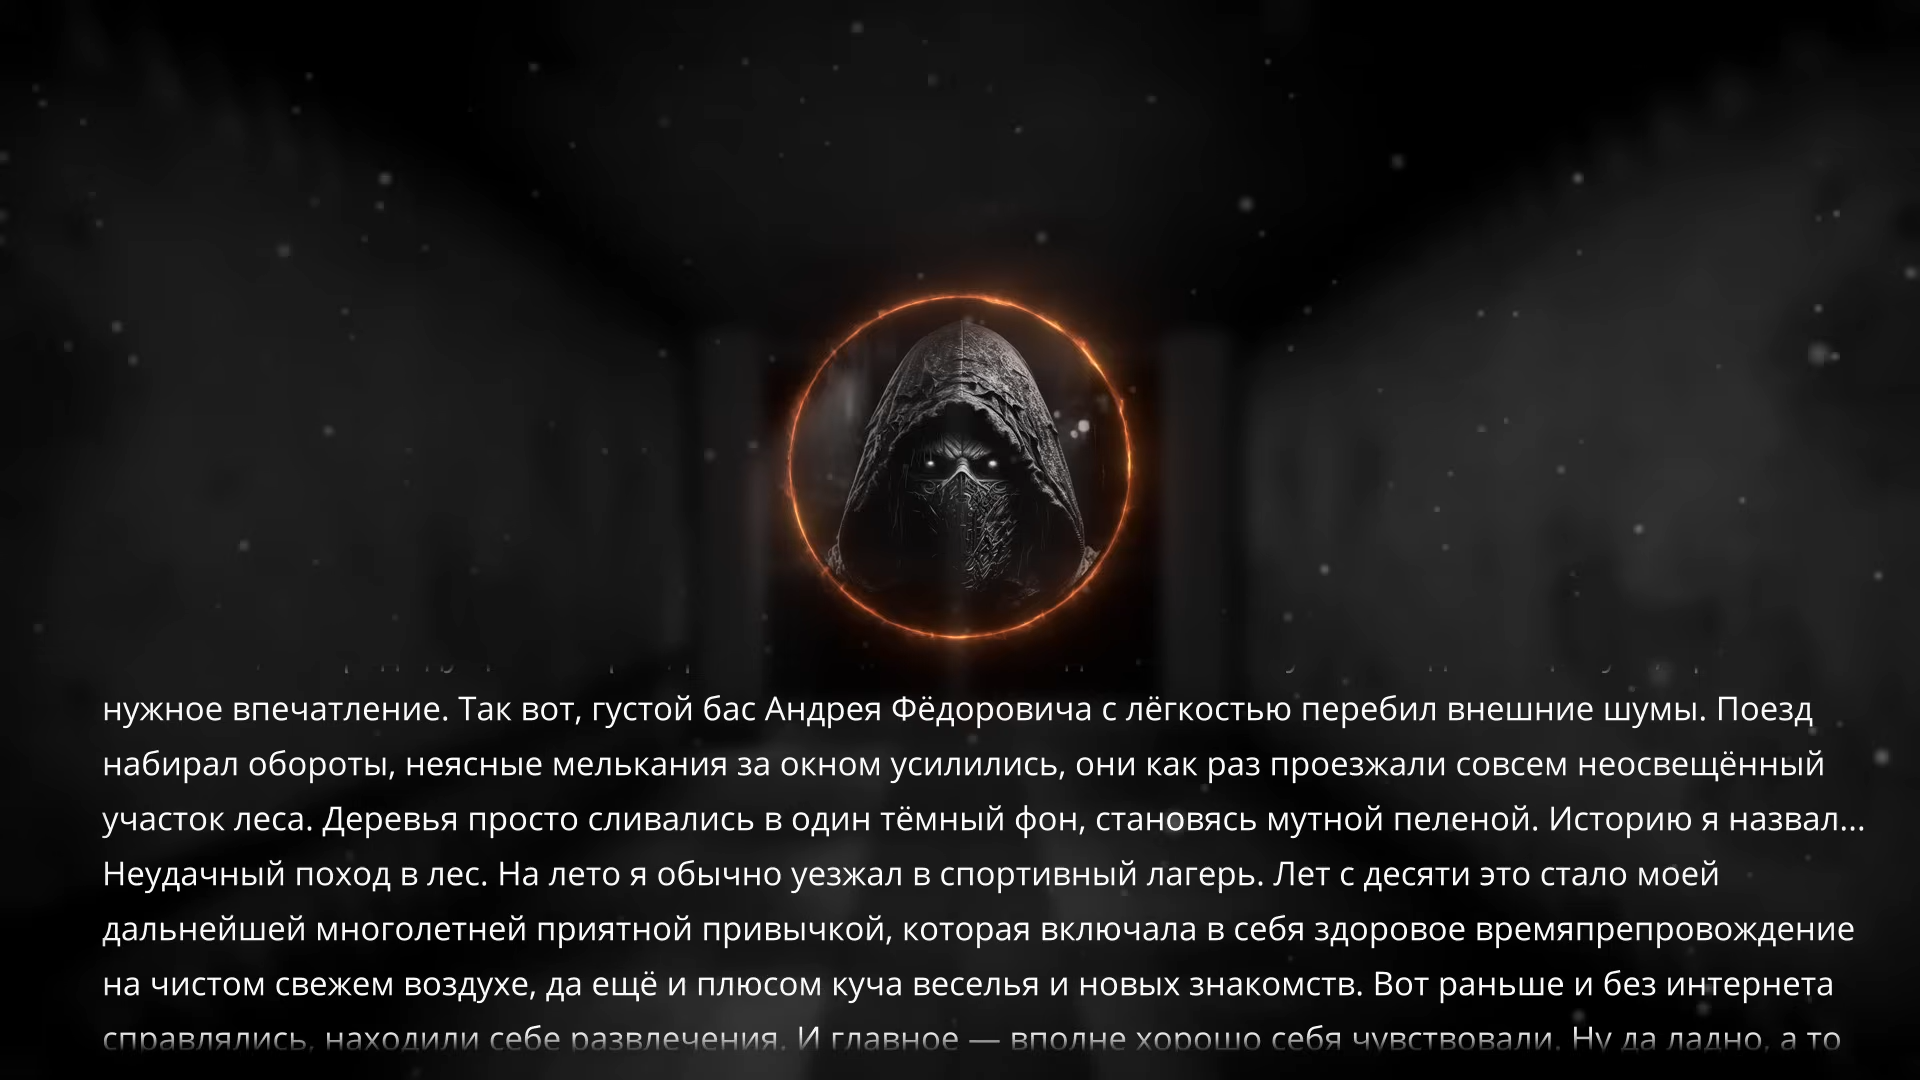 нужное впечатление. Так вот, густой бас Андрея Фёдоровича с лёгкостью перебил внешние шумы. Поезд
набирал обороты, неясные мелькания за окном усилились, они как раз проезжали совсем неосвещённый
участок леса. Деревья просто сливались в один тёмный фон, становясь мутной пеленой. Историю я назвал...
Неудачный поход в лес. На лето я обычно уезжал в спортивный лагерь. Лет с десяти это стало моей
дальнейшей многолетней приятной привычкой, которая включала в себя здоровое времяпрепровождение
на чистом свежем воздухе, да ещё и плюсом куча веселья и новых знакомств. Вот раньше и без интернета
справлялись, находили себе развлечения. И главное — вполне хорошо себя чувствовали. Ну да ладно, а то